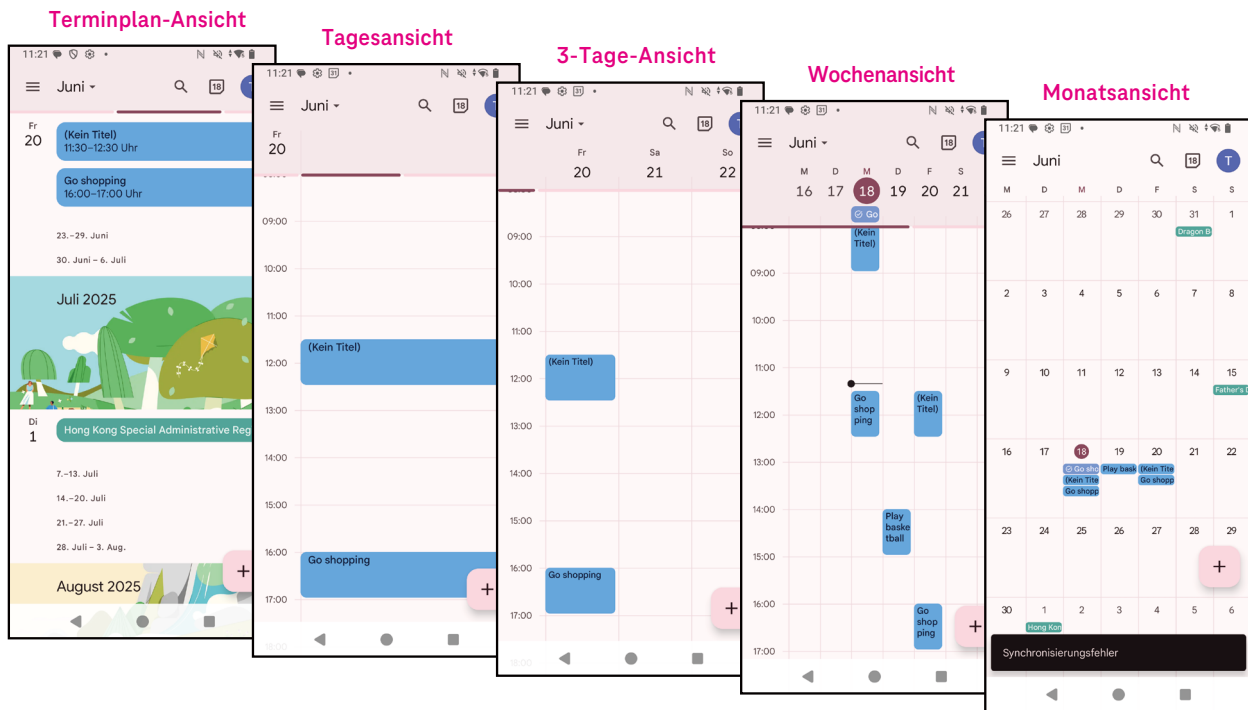 Terminplan-Ansicht
11:21
Juni
18
T
Fr
20
(Kein Titel)
11:30–12:30 Uhr
Go shopping
16:00–17:00 Uhr
23.–29. Juni
30. Juni – 6. Juli
Juli 2025
Di
1
Hong Kong Special Administrative Reg
7.–13. Juli
14.–20. Juli
21.–27. Juli
28. Juli – 3. Aug.
August 2025
+
Tagesansicht
11:21 31
Juni
18
Fr
20
09:00
10:00
11:00
(Kein Titel)
12:00
13:00
14:00
15:00
16:00
Go shopping
17:00
18:00
+
3-Tage-Ansicht
11:21 31
Juni
18
Fr Sa So
20 21 22
09:00
10:00
11:00
(Kein Titel)
12:00
13:00
14:00
15:00
16:00
Go shopping
17:00
18:00
+
Wochenansicht
11:21 31
Juni
18
M D M D F S
16 17 18 19 20 21
Go
(Kein
Titel)
09:00
10:00
11:00
Go
shop
ping
(Kein
Titel)
12:00
13:00
14:00
Play
baske
tball
15:00
16:00
Go
shop
ping
17:00
+
Monatsansicht
11:21 31
Juni
18
T
M D M D F S S
26 27 28 29 30 31 1
Dragon B
2 3 4 5 6 7 8
9 10 11 12 13 14 15
Father's D
16 17 18 19 20 21 22
Go sho Play bask (Kein Tite
(Kein Tite Go shopp
Go shopp
23 24 25 26 27 28 29
+
30 1 2 3 4 5 6
Hong Kon
Synchronisierungsfehler